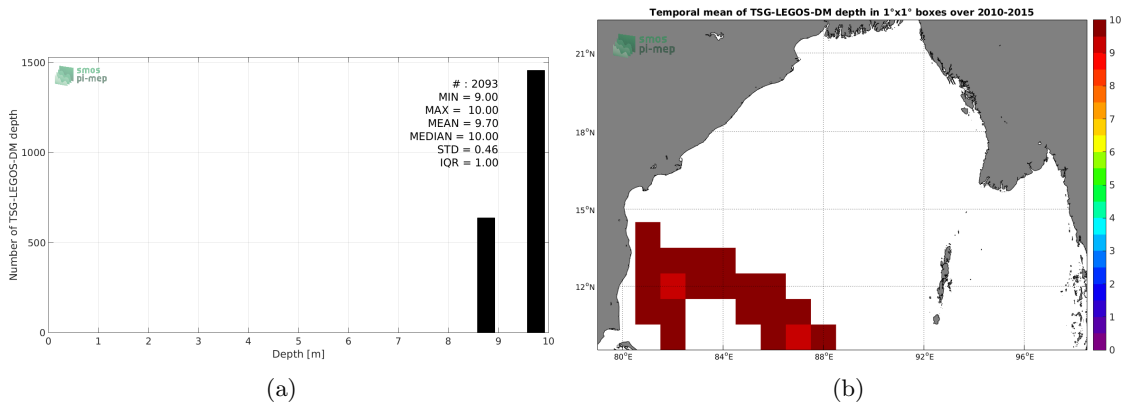 smos
pi-mep
# : 2093
MIN = 9.00
MAX = 10.00
MEAN = 9.70
MEDIAN = 10.00
STD = 0.46
IQR = 1.00
Number of TSG-LEGOS-DM depth
1500
1000
500
0
0 1 2 3 4 5 6 7 8 9 10
Depth [m]
(a)
Temporal mean of TSG-LEGOS-DM depth in 1°x1° boxes over 2010-2015
smos
pi-mep
21°N
18°N
15°N
12°N
80°E 84°E 88°E 92°E 96°E
10
9
8
7
6
5
4
3
2
1
0
(b)